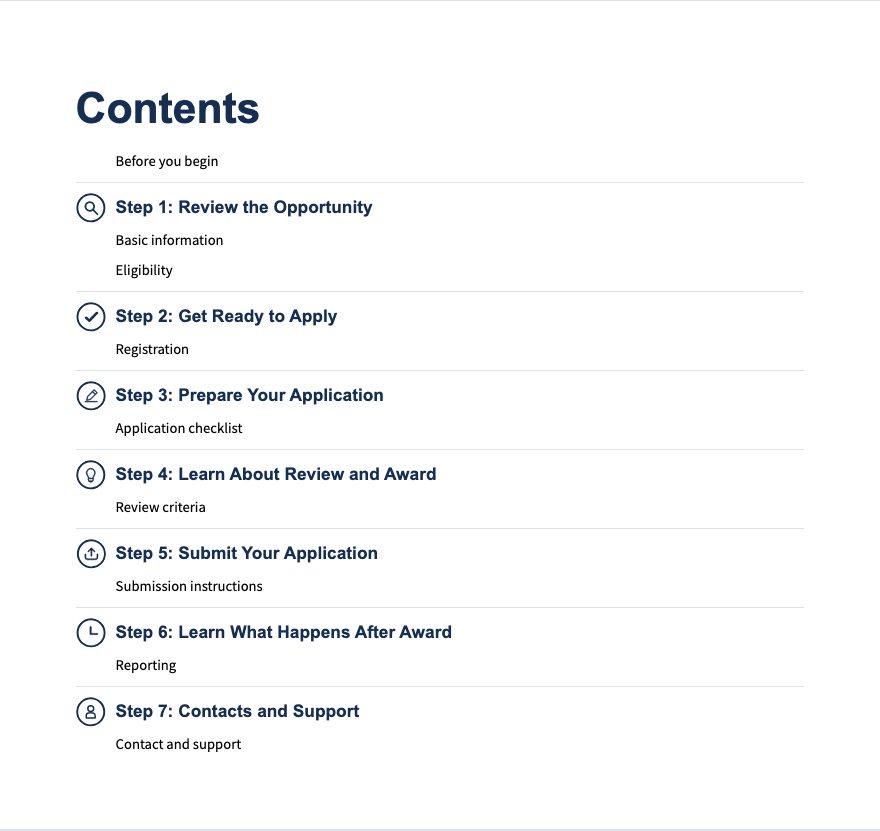 Contents
Before you begin
Step 1: Review the Opportunity
Basic information
Eligibility
Step 2: Get Ready to Apply
Registration
Step 3: Prepare Your Application
Application checklist
Step 4: Learn About Review and Award
Review criteria
Step 5: Submit Your Application
Submission instructions
Step 6: Learn What Happens After Award
Reporting
Step 7: Contacts and Support
Contact and support